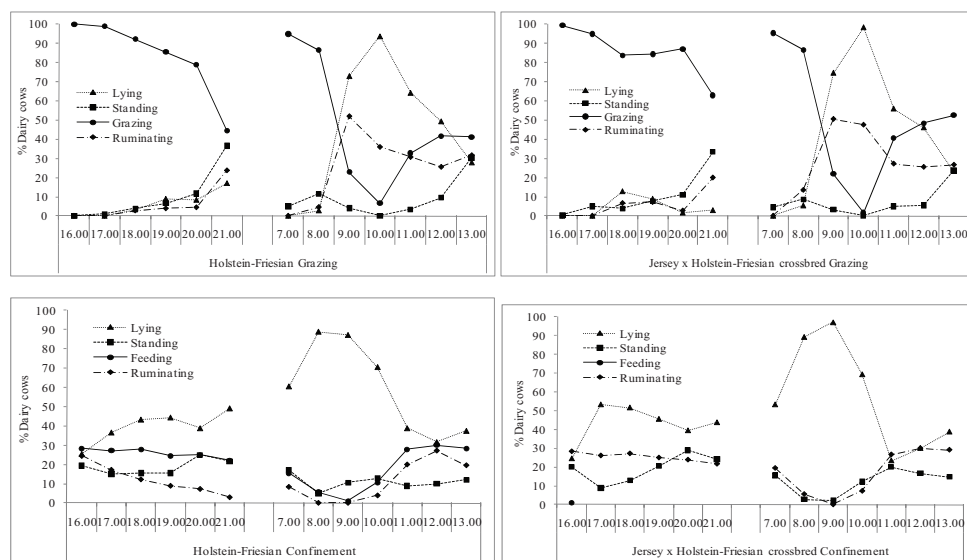 100
90
80
70
60
50
40
30
20
10
0
% Dairy cows
Lying
Standing
Grazing
Ruminating
16.00 17.00 18.00 19.00 20.00 21.00 7.00 8.00 9.00 10.00 11.00 12.00 13.00
Holstein-Friesian Grazing
100
90
80
70
60
50
40
30
20
10
0
% Dairy cows
Lying
Standing
Grazing
Ruminating
16.00 17.00 18.00 19.00 20.00 21.00 7.00 8.00 9.00 10.00 11.00 12.00 13.00
Jersey x Holstein-Friesian crossbred Grazing
100
90
80
70
60
50
40
30
20
10
0
% Dairy cows
Lying
Standing
Feeding
Ruminating
16.00 17.00 18.00 19.00 20.00 21.00 7.00 8.00 9.00 10.00 11.00 12.00 13.00
Holstein-Friesian Confinement
100
90
80
70
60
50
40
30
20
10
0
% Dairy cows
Lying
Standing
Feeding
Ruminating
16.00 17.00 18.00 19.00 20.00 21.00 7.00 8.00 9.00 10.00 11.00 12.00 13.00
Jersey x Holstein-Friesian crossbred Confinement